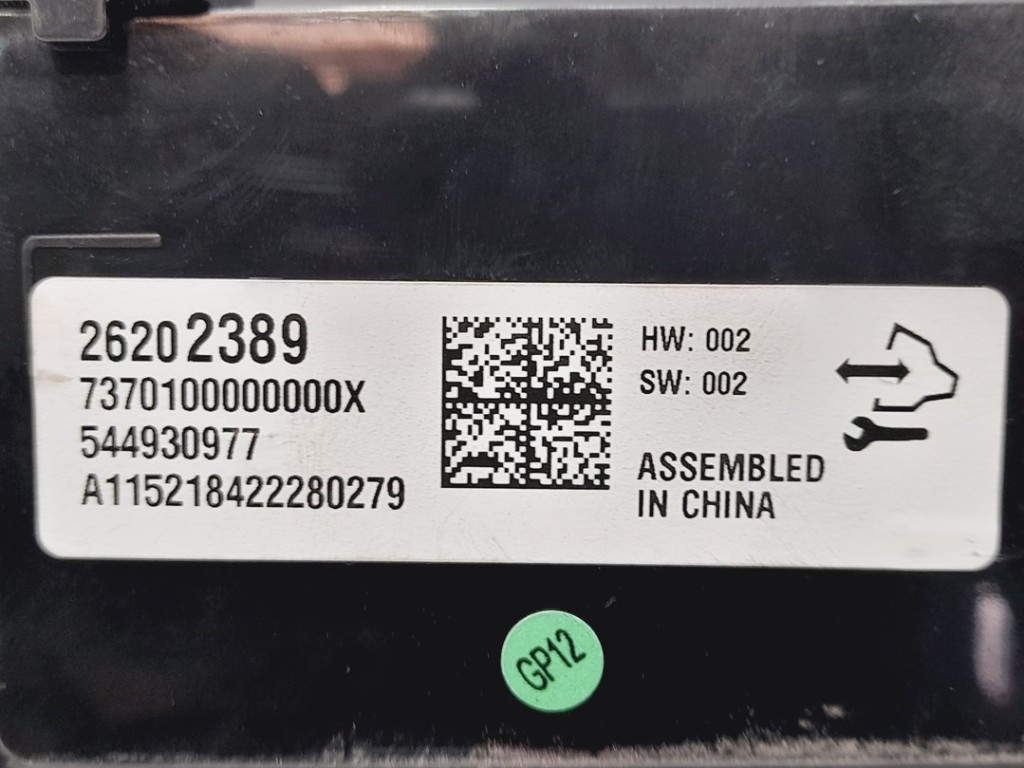 26202389
7370100000000X
544930977
A115218422280279
HW: 002
SW: 002
ASSEMBLED
IN CHINA
GP12